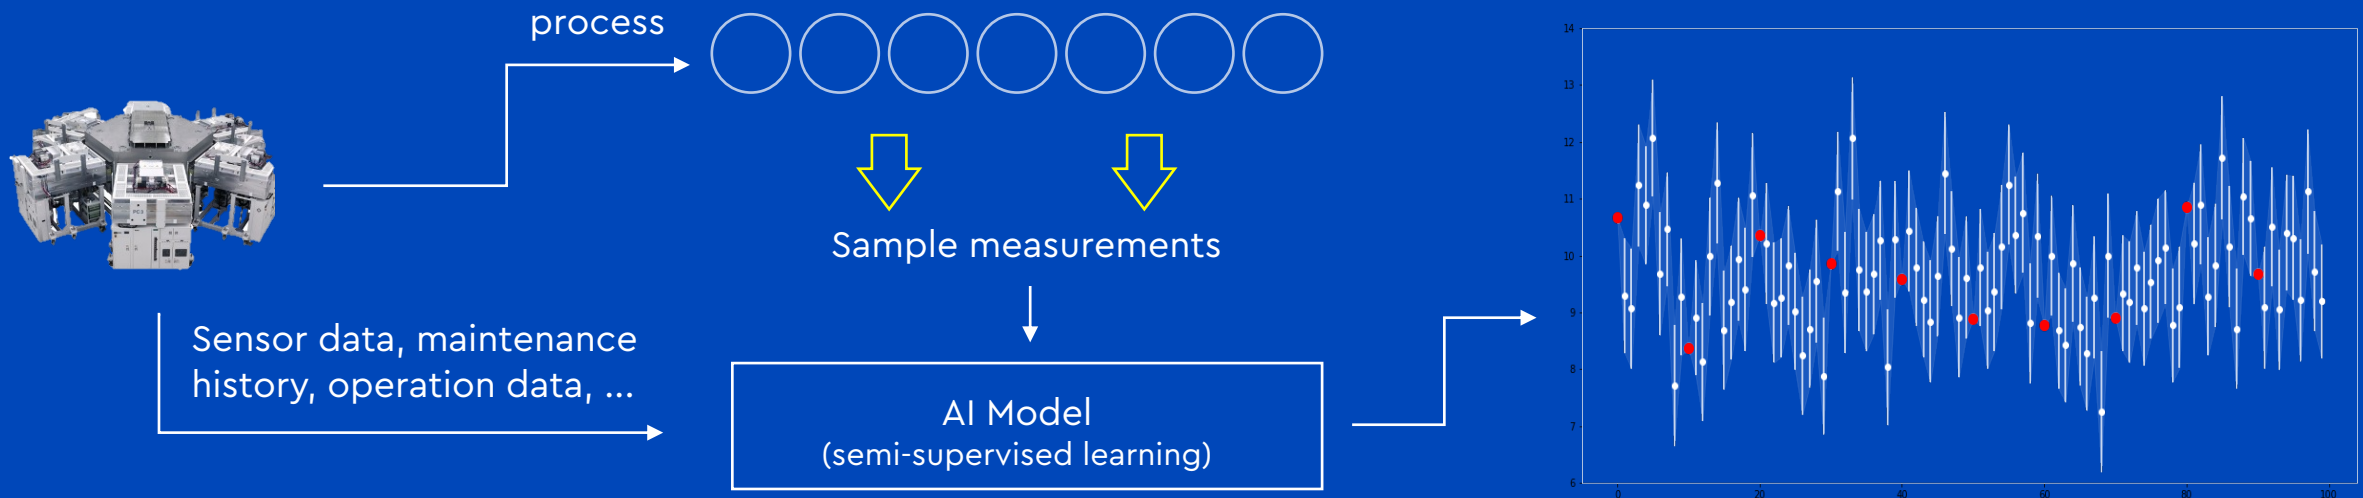 process
Sample measurements
Sensor data, maintenance
history, operation data, ...
AI Model
(semi-supervised learning)
14
13
12
11
10
9
8
7
6
0
20
40
60
80
100